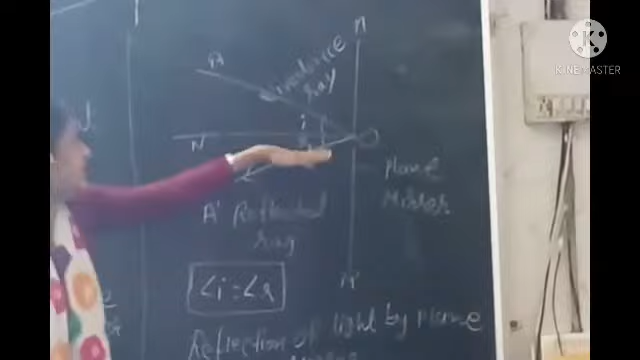 M
A
incidence
ray
i
N
O
Plane
Mirror
A' Reflected
ray
M'
∠i=∠r
Reflection of light by Plane
KINEMASTER